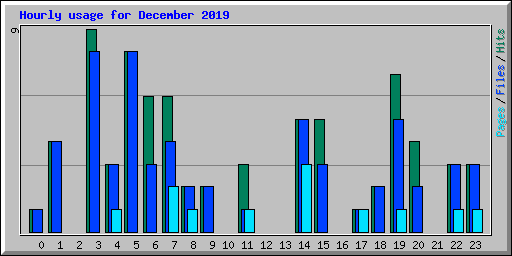 Hourly usage for December 2019
9
Pages/Files/Hits
0 1 2 3 4 5 6 7 8 9 10 11 12 13 14 15 16 17 18 19 20 21 22 23